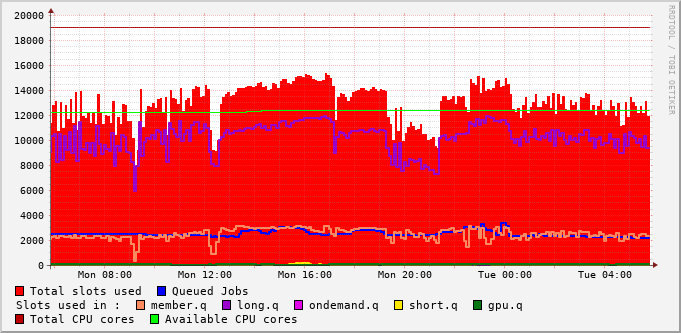 20000
18000
16000
14000
12000
10000
8000
6000
4000
2000
0
Mon 08:00 Mon 12:00 Mon 16:00 Mon 20:00 Tue 00:00 Tue 04:00
RRDTOOL / TOBI OETIKER
Total slots used Queued Jobs
Slots used in : member.q long.q ondemand.q short.q gpu.q
Total CPU cores Available CPU cores